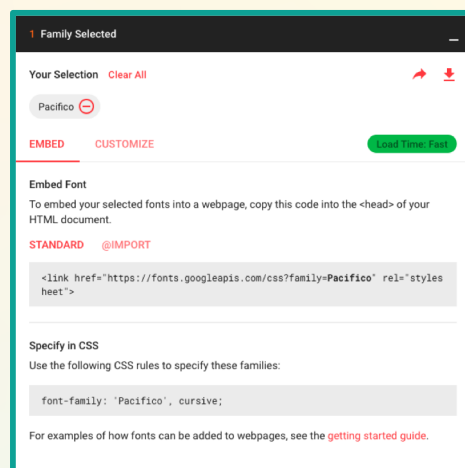 1 Family Selected
Your Selection Clear All
Pacifico
EMBED CUSTOMIZE Load Time: Fast
Embed Font
To embed your selected fonts into a webpage, copy this code into the <head> of your
HTML document.
STANDARD @IMPORT
<link href="https://fonts.googleapis.com/css?family=Pacifico" rel="styles
heet">
Specify in CSS
Use the following CSS rules to specify these families:
font-family: 'Pacifico', cursive;
For examples of how fonts can be added to webpages, see the getting started guide.